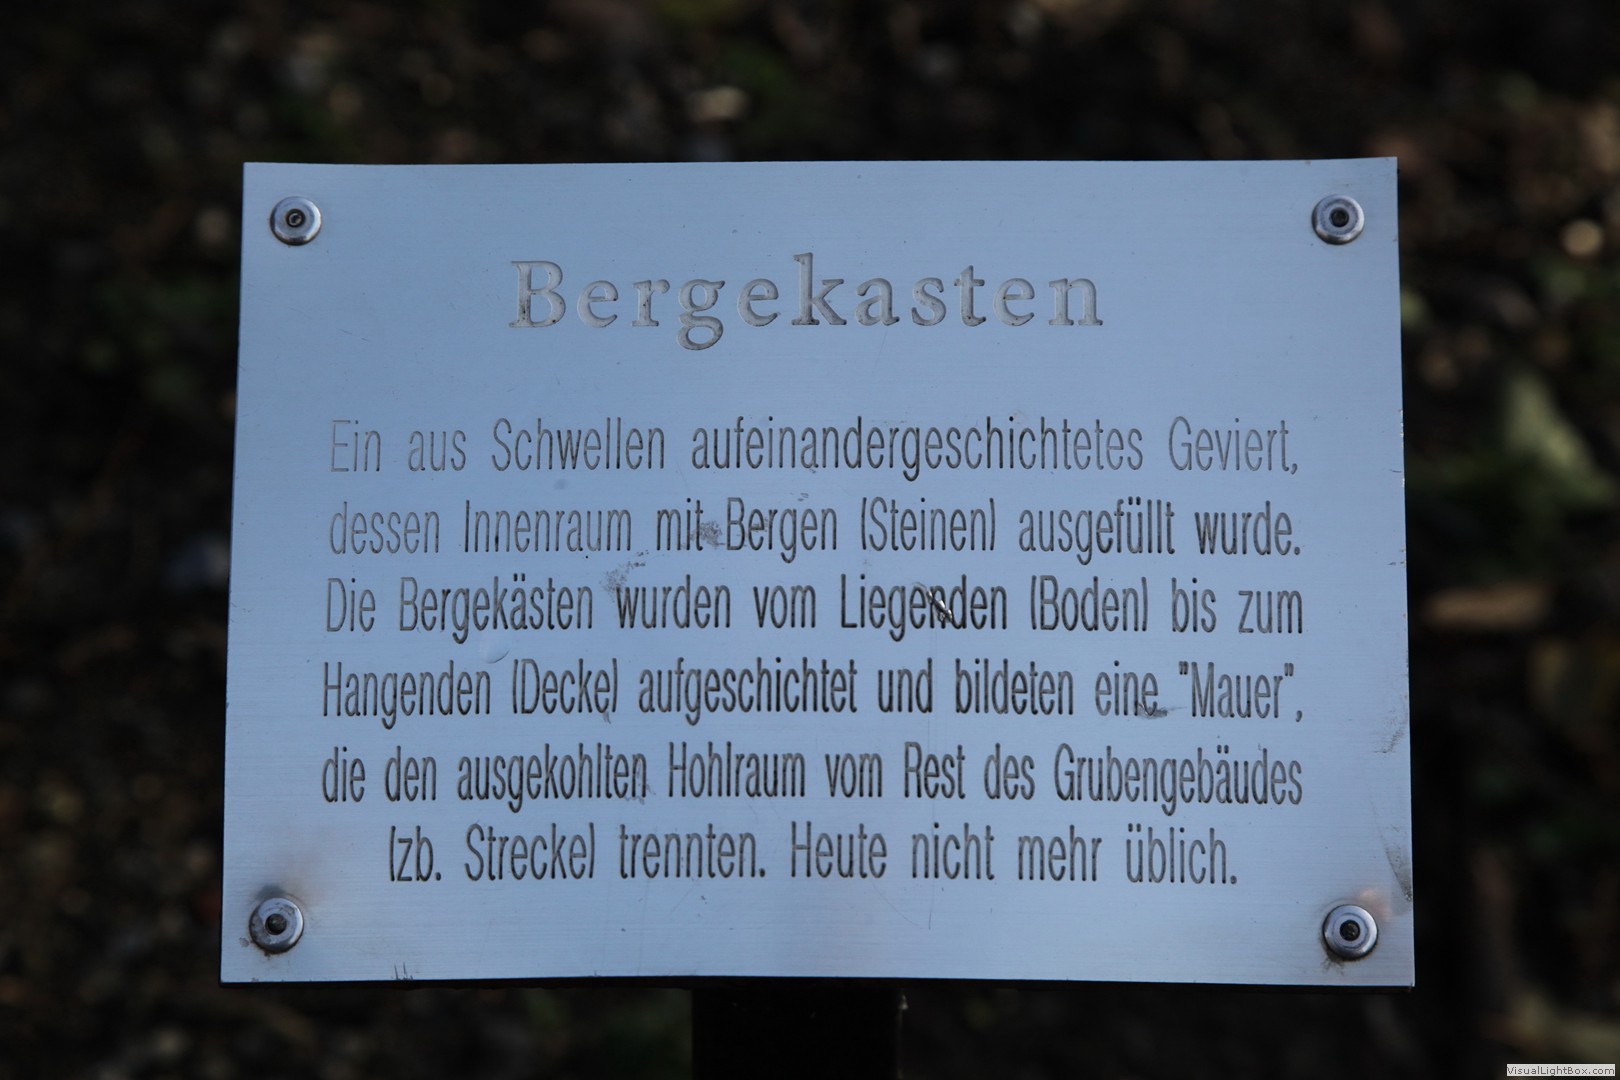 Bergekasten
Ein aus Schwellen aufeinandergeschichtetes Geviert,
dessen Innenraum mit Bergen (Steinen) ausgefüllt wurde.
Die Bergekästen wurden vom Liegenden (Boden) bis zum
Hangenden (Decke) aufgeschichtet und bildeten eine "Mauer",
die den ausgekohlten Hohlraum vom Rest des Grubengebäudes
(zb. Strecke) trennten. Heute nicht mehr üblich.
VisualLightBox.com